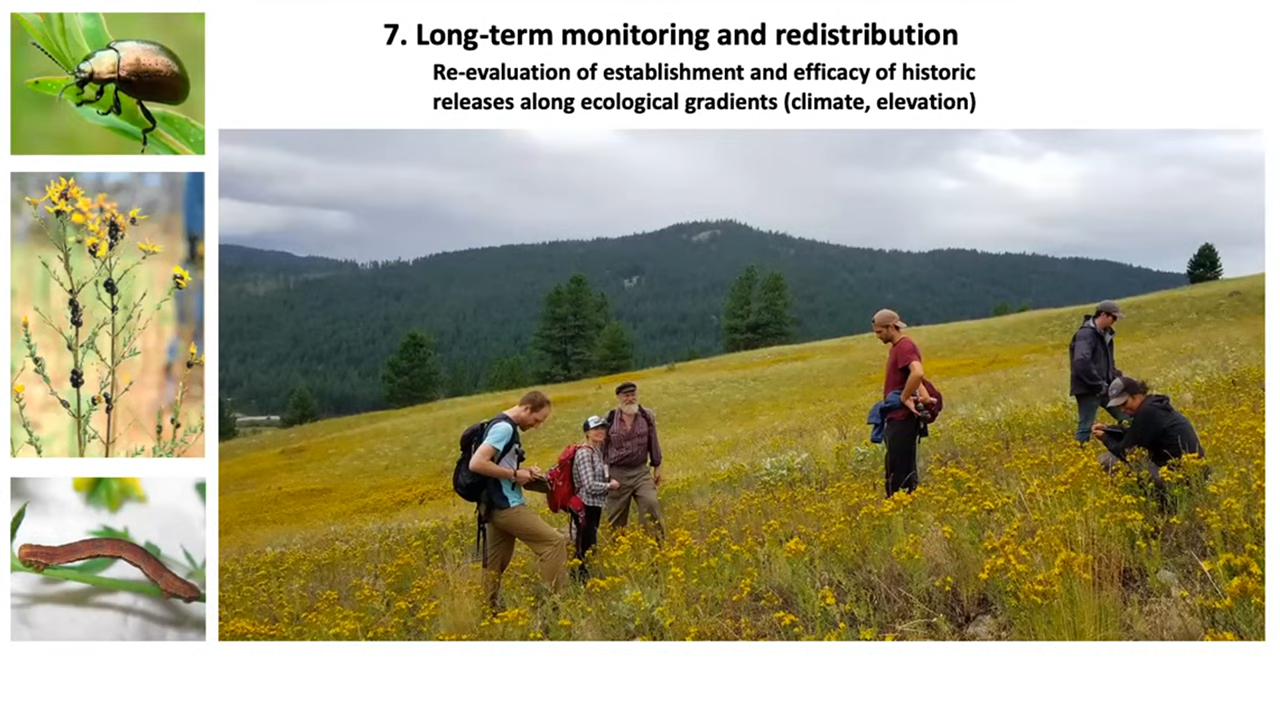 7. Long-term monitoring and redistribution
Re-evaluation of establishment and efficacy of historic
releases along ecological gradients (climate, elevation)